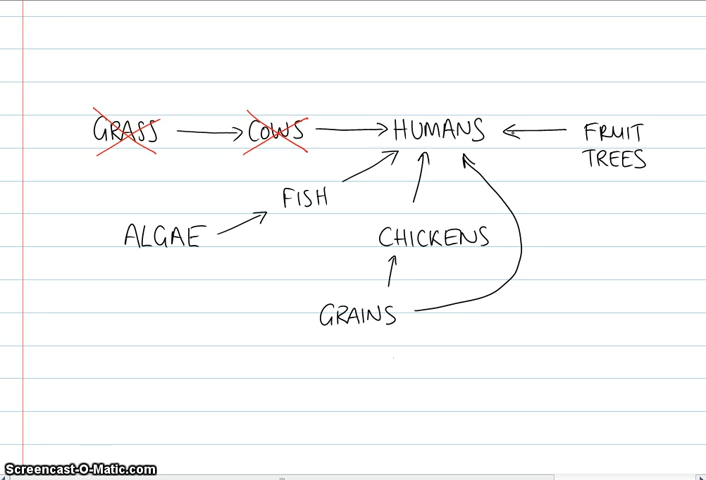 GRASS
COWS
HUMANS
FRUIT
TREES
FISH
ALGAE
CHICKENS
GRAINS
Screencast-O-Matic.com